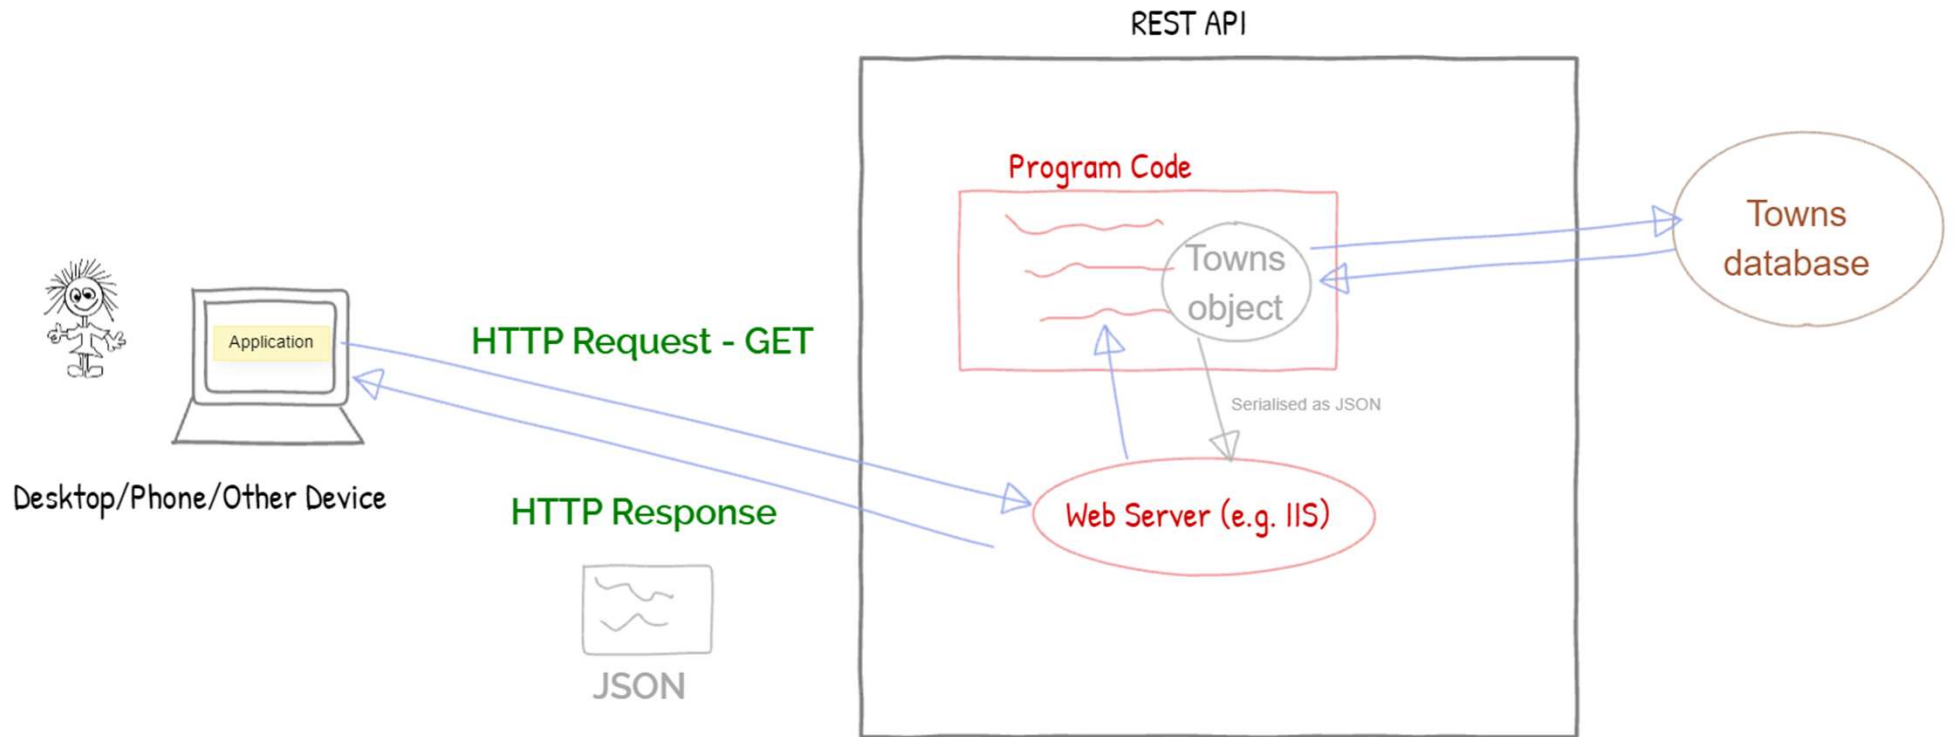 REST API
Program Code
Towns
object
Towns
database
Application
HTTP Request - GET
Serialised as JSON
Desktop/Phone/Other Device
HTTP Response
Web Server (e.g. IIS)
JSON